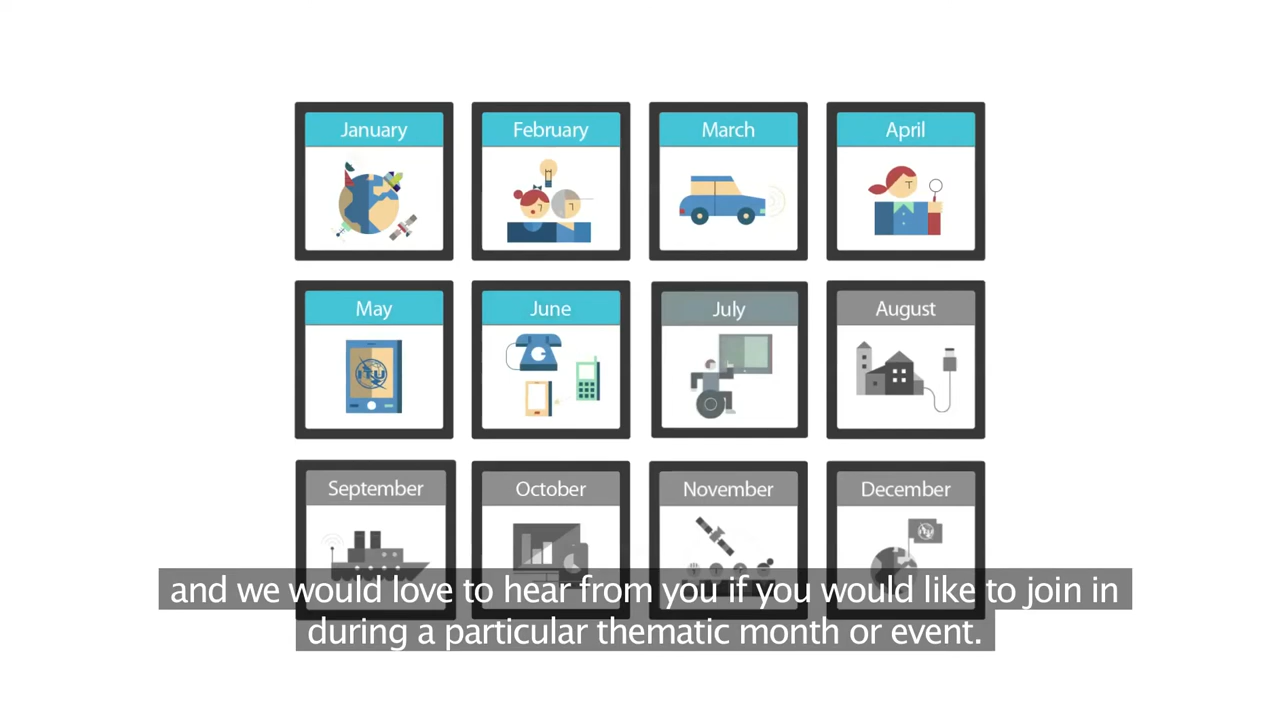 January
February
March
April
May
June
July
August
ITU
September
October
November
December
and we would love to hear from you if you would like to join in
during a particular thematic month or event.